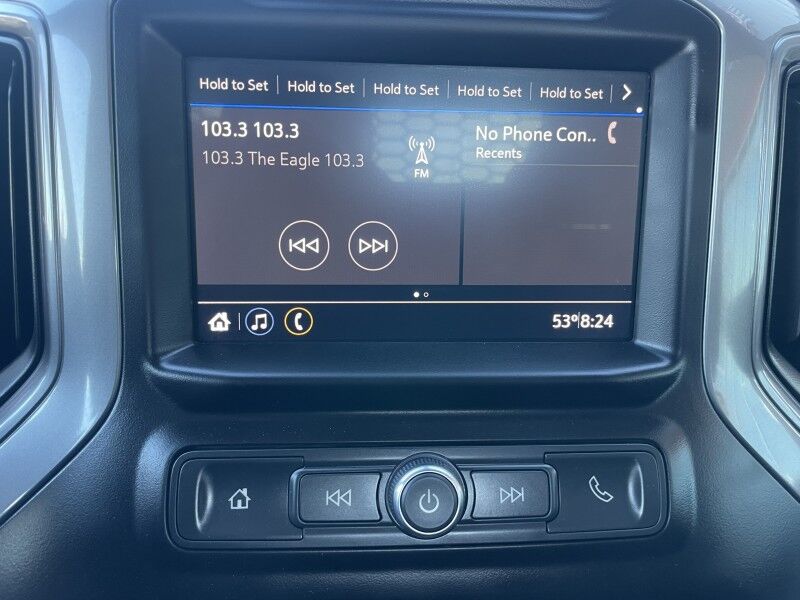 Hold to Set Hold to Set Hold to Set Hold to Set Hold to Set
103.3 103.3
103.3 The Eagle 103.3
FM
No Phone Con..
Recents
53° 8:24